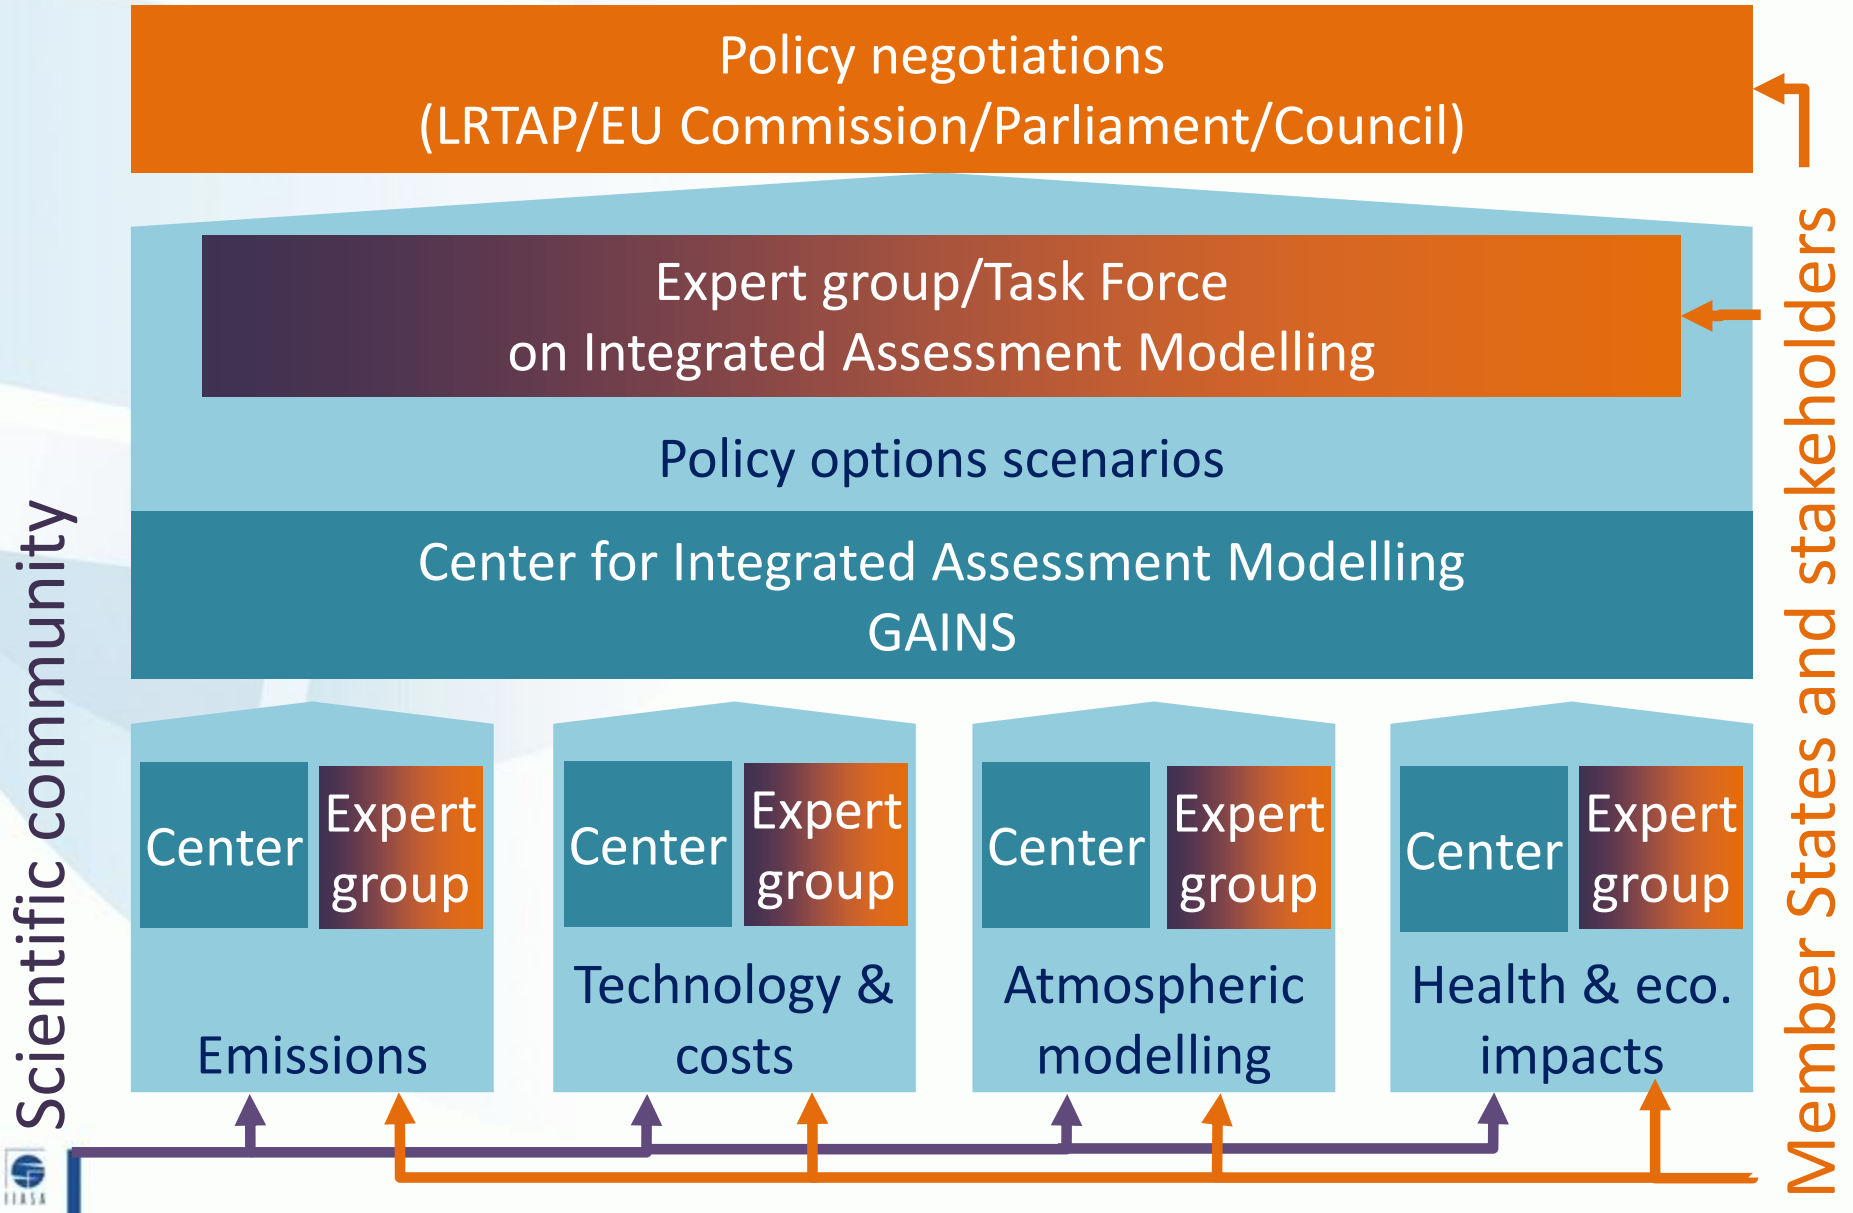 Policy negotiations
(LRTAP/EU Commission/Parliament/Council)
Expert group/Task Force
on Integrated Assessment Modelling
Policy options scenarios
Center for Integrated Assessment Modelling
GAINS
Center
Expert
group
Emissions
Center
Expert
group
Technology &
costs
Center
Expert
group
Atmospheric
modelling
Center
Expert
group
Health & eco.
impacts
Scientific community
Member States and stakeholders
IIASA